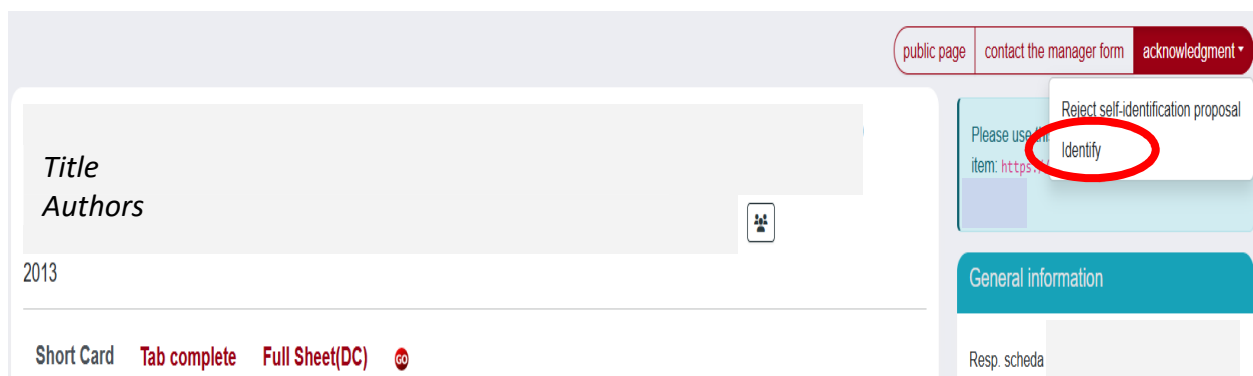 public page contact the manager form acknowledgment
Reject self-identification proposal
Identify
Please use
item: https:/
Title
Authors
2013
General information
Short Card Tab complete Full Sheet(DC) GO
Resp. scheda